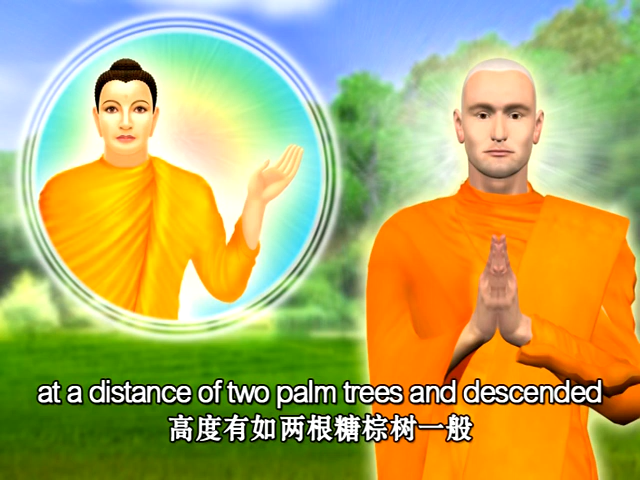 at a distance of two palm trees and descended
高度有如两根糖棕树一般